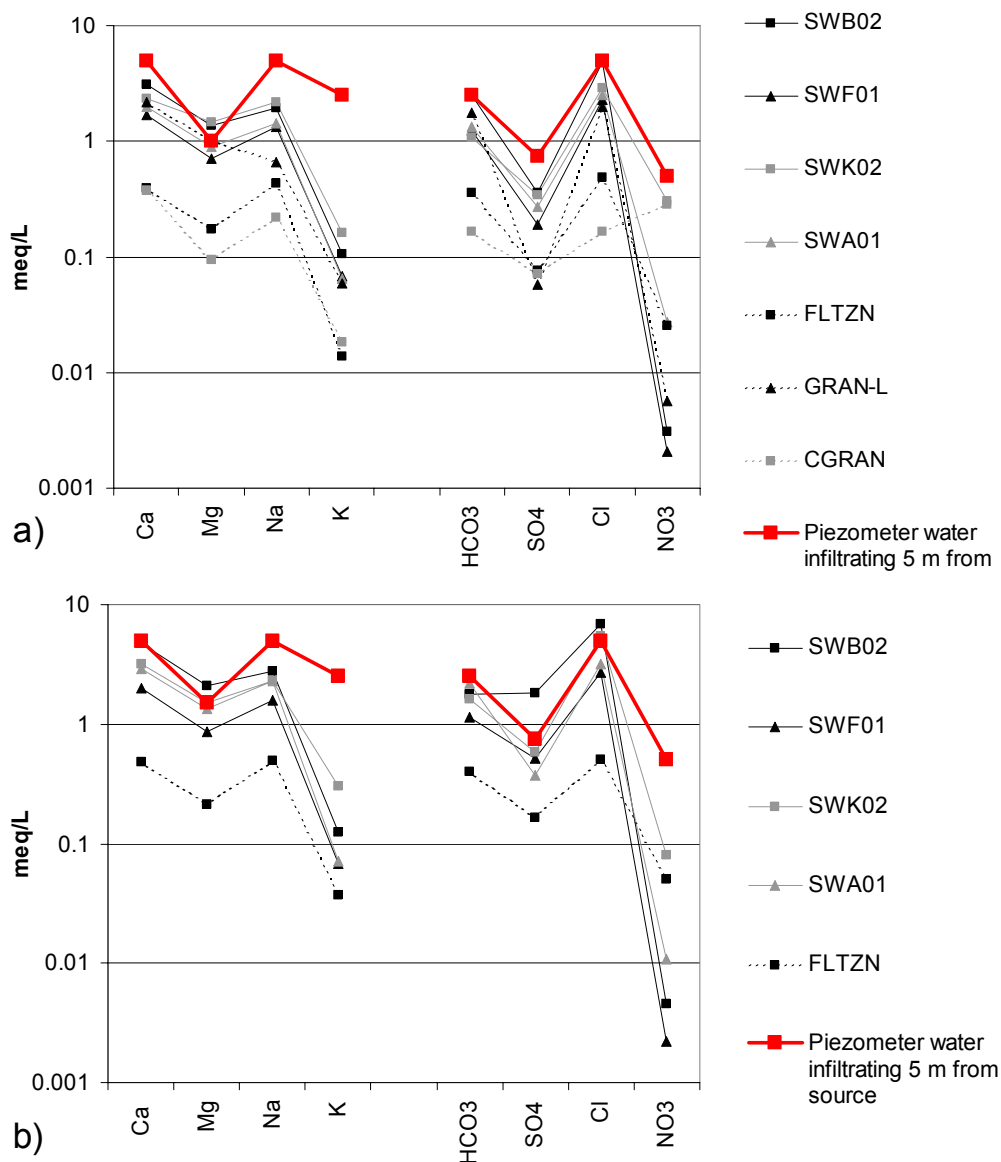 10
1
0.1
0.01
0.001
meq/L
Ca
Mg
Na
K
HCO3
SO4
Cl
NO3
a)
SWB02
SWF01
SWK02
SWA01
FLTZN
GRAN-L
CGRAN
Piezometer water
infiltrating 5 m from
10
1
0.1
0.01
0.001
meq/L
Ca
Mg
Na
K
HCO3
SO4
Cl
NO3
b)
SWB02
SWF01
SWK02
SWA01
FLTZN
Piezometer water
infiltrating 5 m from
source